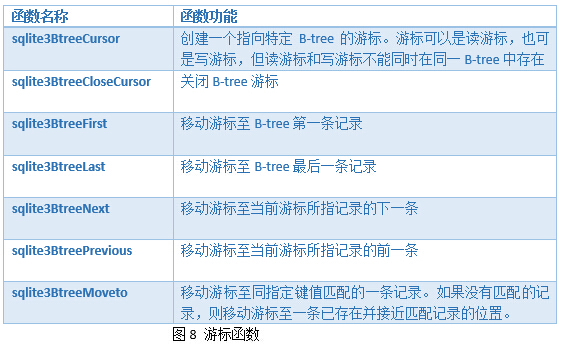 函数名称 函数功能
sqlite3BtreeCursor 创建一个指向特定 B-tree 的游标。游标可以是读游标，也可
是写游标，但读游标和写游标不能同时在同一 B-tree 中存在
sqlite3BtreeCloseCursor 关闭 B-tree 游标
sqlite3BtreeFirst 移动游标至 B-tree 第一条记录
sqlite3BtreeLast 移动游标至 B-tree 最后一条记录
sqlite3BtreeNext 移动游标至当前游标所指记录的下一条
sqlite3BtreePrevious 移动游标至当前游标所指记录的前一条
sqlite3BtreeMoveto 移动游标至同指定键值匹配的一条记录。如果没有匹配的记
录，则移动游标至一条已存在并接近匹配记录的位置。
图 8 游标函数